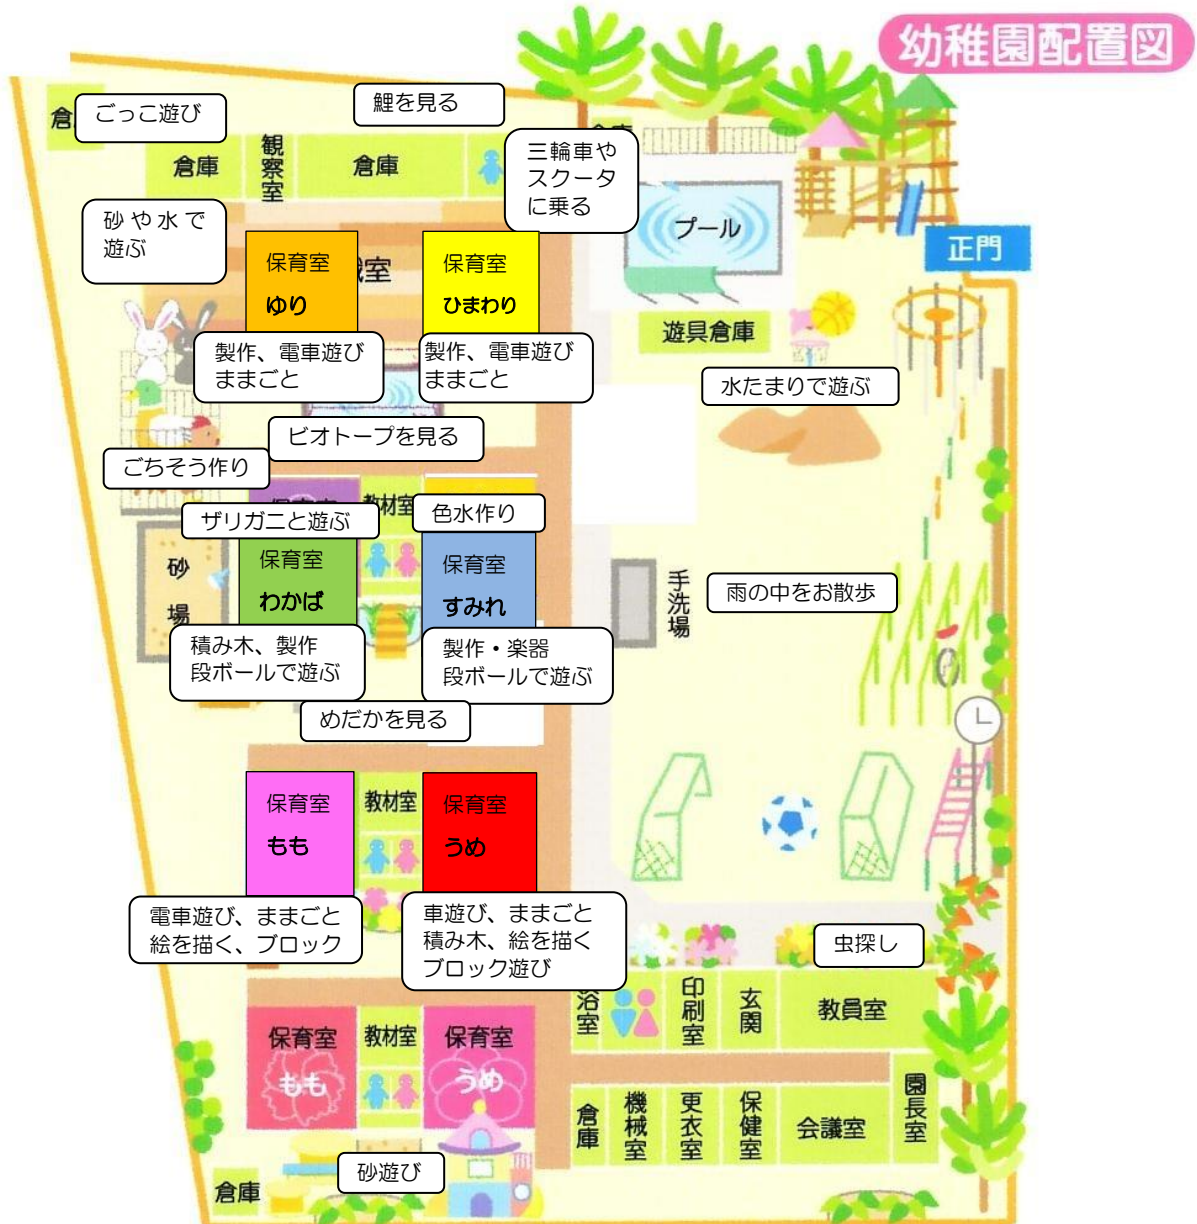 幼稚園配置図
倉
ごっこ遊び
鯉を見る
倉庫
観察室
倉庫
三輪車や
スクータ
に乗る
プール
正門
砂や水で
遊ぶ
保育室
ゆり
室
保育室
ひまわり
遊具倉庫
製作、電車遊び
ままごと
製作、電車遊び
ままごと
水たまりで遊ぶ
ビオトープを見る
ごちそう作り
教材室
ザリガニと遊ぶ
色水作り
砂場
保育室
わかば
保育室
すみれ
手洗場
雨の中をお散歩
積み木、製作
段ボールで遊ぶ
製作・楽器
段ボールで遊ぶ
めだかを見る
保育室
もも
教材室
保育室
うめ
電車遊び、ままごと
絵を描く、ブロック
車遊び、ままごと
積み木、絵を描く
ブロック遊び
虫探し
浴室
印刷室
玄関
教員室
保育室
もも
教材室
保育室
うめ
倉庫
機械室
更衣室
保健室
会議室
園長室
砂遊び
倉庫